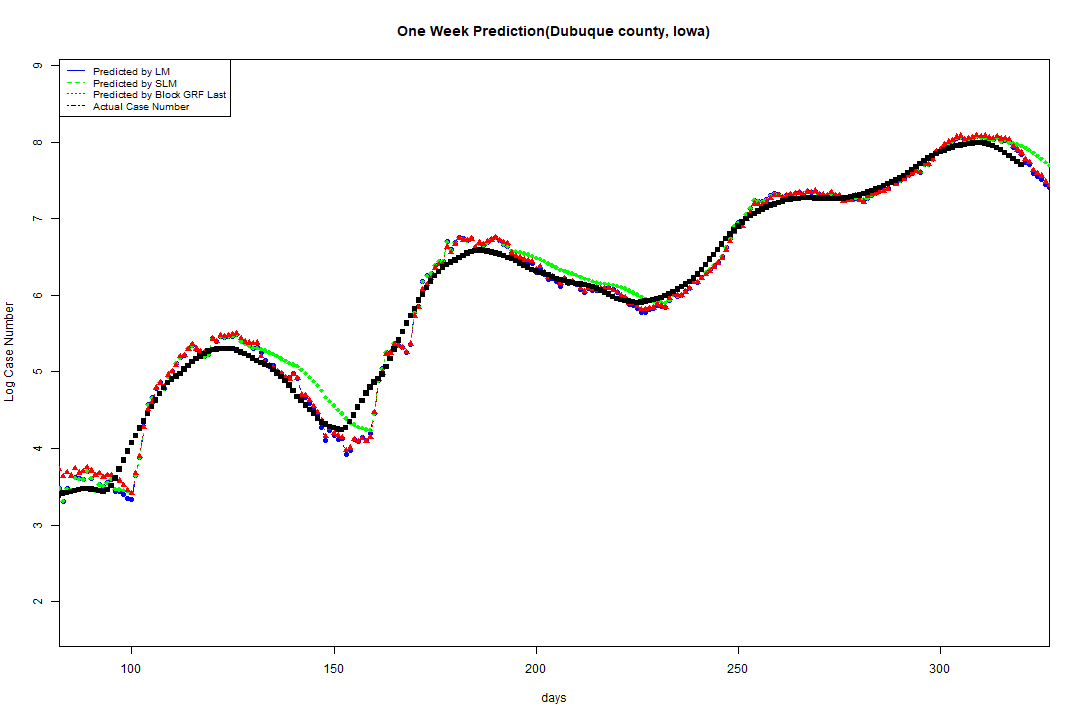 One Week Prediction(Dubuque county, Iowa)
Predicted by LM
Predicted by SLM
Predicted by Block GRF Last
Actual Case Number
Log Case Number
9
8
7
6
5
4
3
2
100 150 200 250 300
days